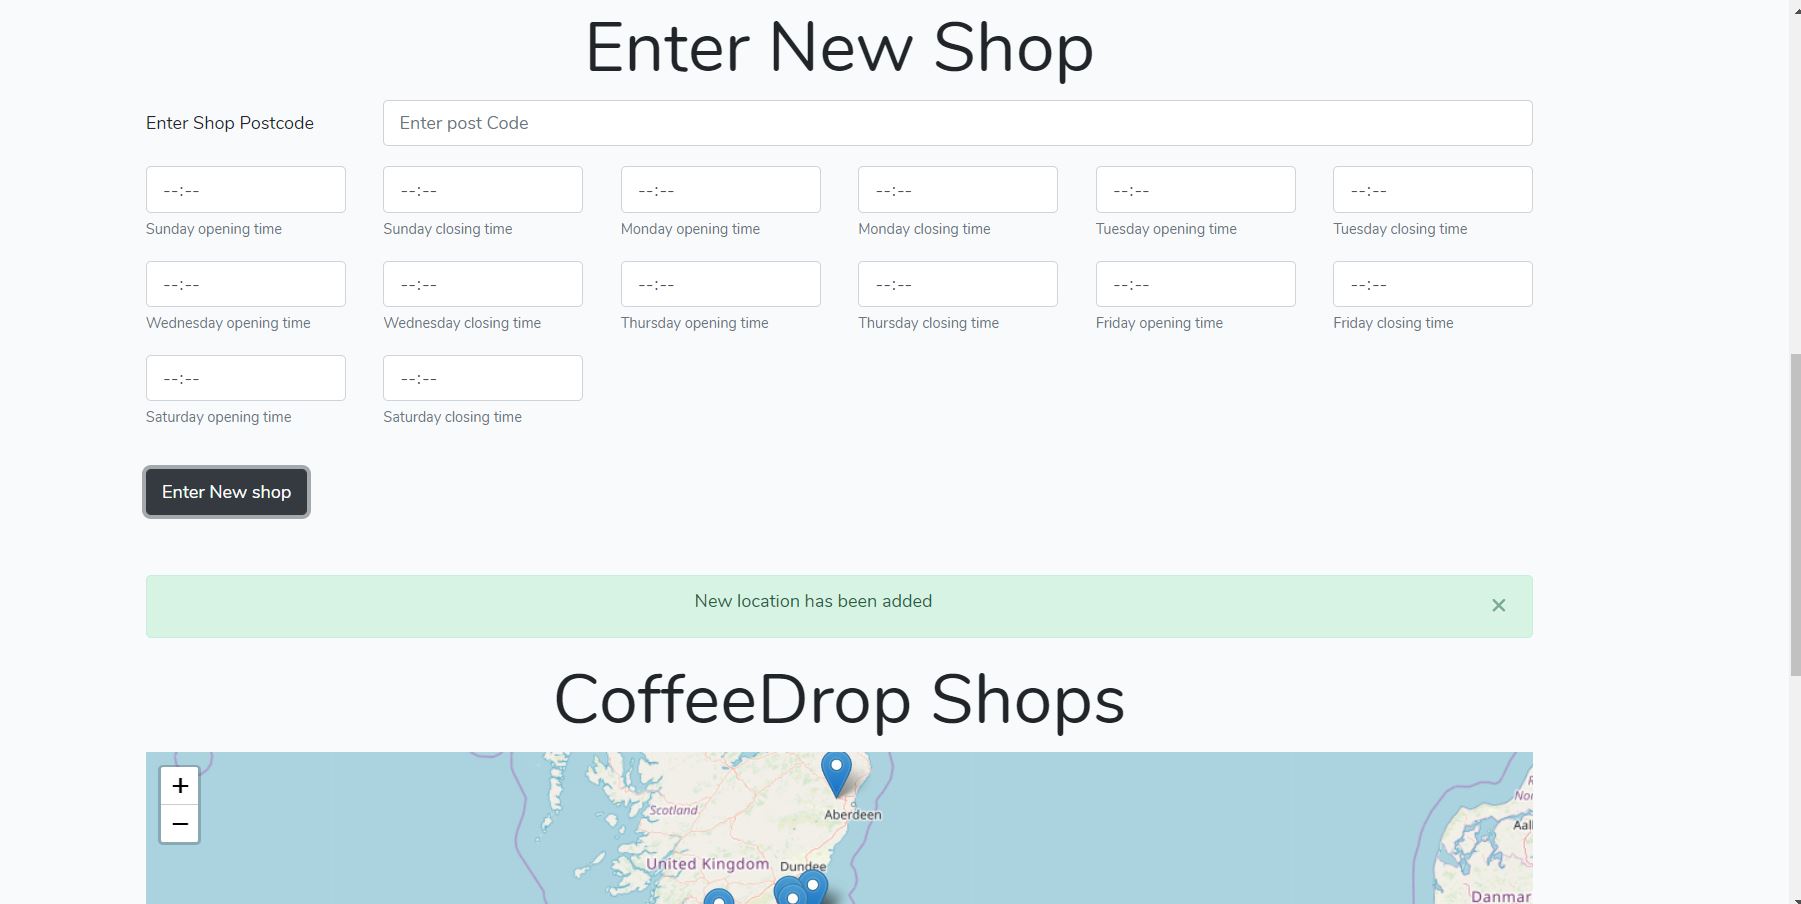 Enter New Shop
Enter Shop Postcode
Enter post Code
--:-- --:-- --:-- --:-- --:-- --:--
Sunday opening time Sunday closing time Monday opening time Monday closing time Tuesday opening time Tuesday closing time
--:-- --:-- --:-- --:-- --:-- --:--
Wednesday opening time Wednesday closing time Thursday opening time Thursday closing time Friday opening time Friday closing time
--:-- --:--
Saturday opening time Saturday closing time
Enter New shop
New location has been added ×
CoffeeDrop Shops
+
−
Scotland
Aberdeen
United Kingdom
Dundee
Nor
Aal
Danmar